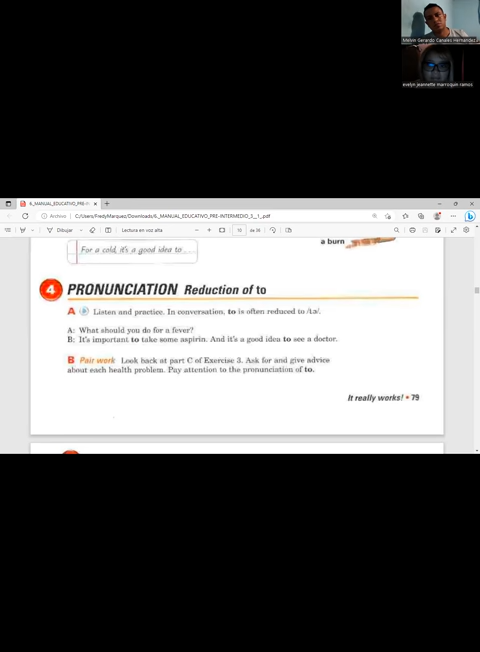 Melvin Gerardo Canales Hernandez
evelyn jeannette marroquin ramos
6_MANUAL_EDUCATIVO_PRE-I
Archivo | C:/Users/FredyMarquez/Downloads/6_MANUAL_EDUCATIVO_PRE-INTERMEDIO_S__1_.pdf
Dibujar
Lectura en voz alta
10 de 36
For a cold, it's a good idea to . . .
a burn
4 PRONUNCIATION Reduction of to
A Listen and practice. In conversation, to is often reduced to /tə/.
A: What should you do for a fever?
B: It's important to take some aspirin. And it's a good idea to see a doctor.
B Pair work Look back at part C of Exercise 3. Ask for and give advice
about each health problem. Pay attention to the pronunciation of to.
It really works! • 79